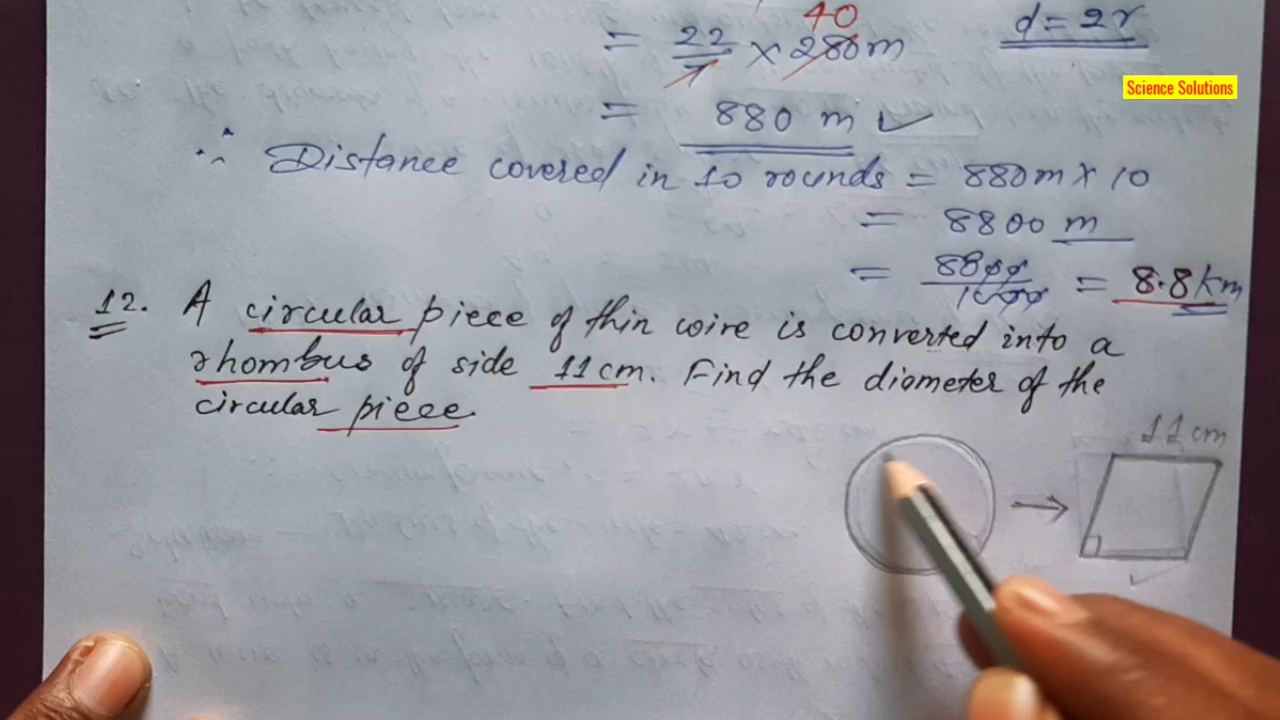 40
= 22/7 × 280m d = 2r
Science Solutions
= 880 m ✓
∴ Distance covered in 10 rounds = 880m × 10
= 8800 m
= 8800/1000 = 8.8 km
12. A circular piece of thin wire is converted into a
rhombus of side 11 cm. Find the diameter of the
circular piece.
11 cm